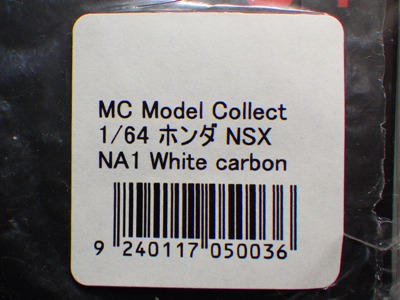 MC Model Collect
1/64 ホンダ NSX
NA1 White carbon
9 240117 050036